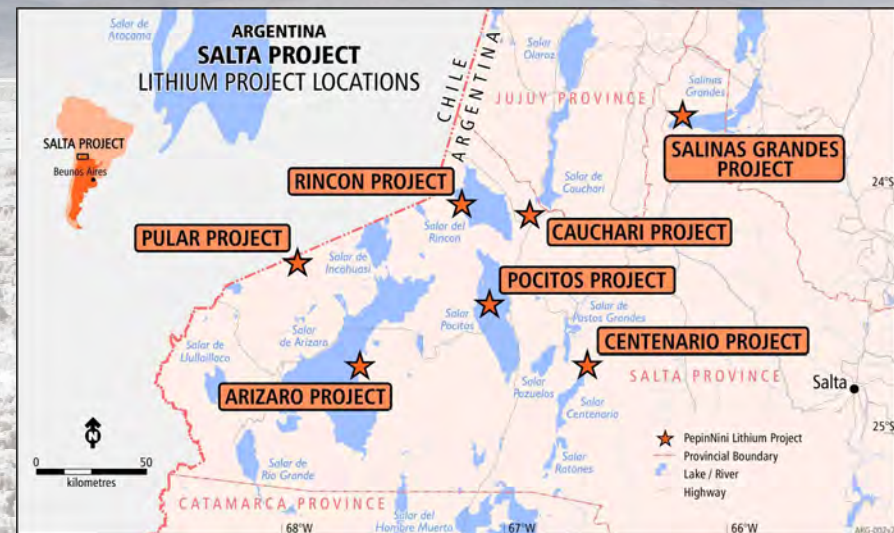 ARGENTINA
SALTA PROJECT
LITHIUM PROJECT LOCATIONS
Salar de
Atacama
CHILE
ARGENTINA
Salar
Olaroz
JUJUY PROVINCE
Salinas
Grandes
SALINAS GRANDES
PROJECT
SALTA PROJECT
Beunos Aires
24°S
RINCON PROJECT
Salar de
Cauchari
CAUCHARI PROJECT
Salar del
Rincon
PULAR PROJECT
Salar de
Incahuasi
POCITOS PROJECT
Salar
Pocitos
Salar de
Pastos Grandes
Salar
de Arizaro
Salar de
Llullaillaco
CENTENARIO PROJECT
SALTA PROVINCE
Salta
ARIZARO PROJECT
Salar
Pozuelos
Salar
Centenario
25°S
N
0 50
kilometres
Salar de
Rio Grande
Salar
Ratones
PepinNini Lithium Project
Provincial Boundary
Lake / River
Highway
CATAMARCA PROVINCE
Salar del
Hombre Muerto
68°W
67°W
66°W